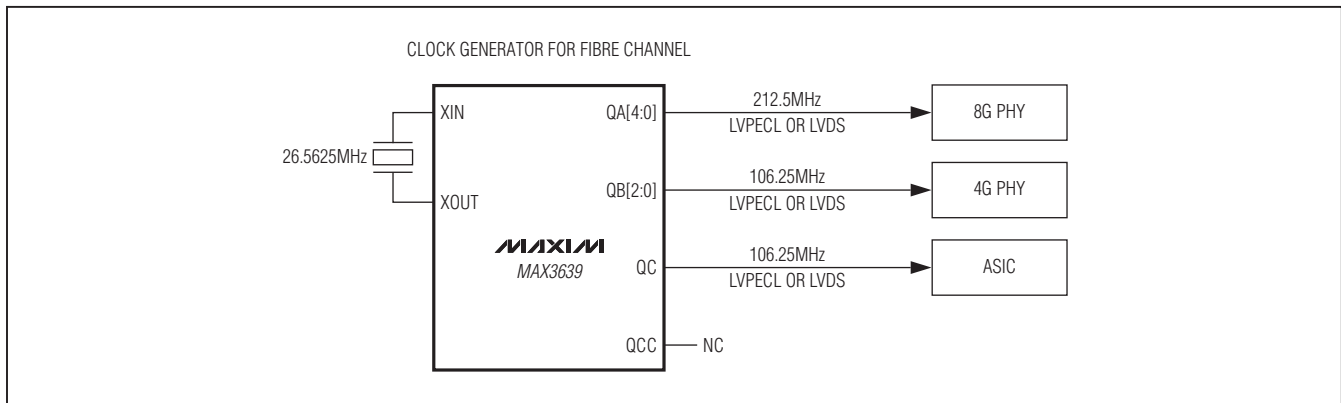 CLOCK GENERATOR FOR FIBRE CHANNEL
XIN
QA[4:0]
212.5MHz
LVPECL OR LVDS
8G PHY
26.5625MHz
XOUT
QB[2:0]
106.25MHz
LVPECL OR LVDS
4G PHY
MAXIM
MAX3639
QC
106.25MHz
LVPECL OR LVDS
ASIC
QCC
NC